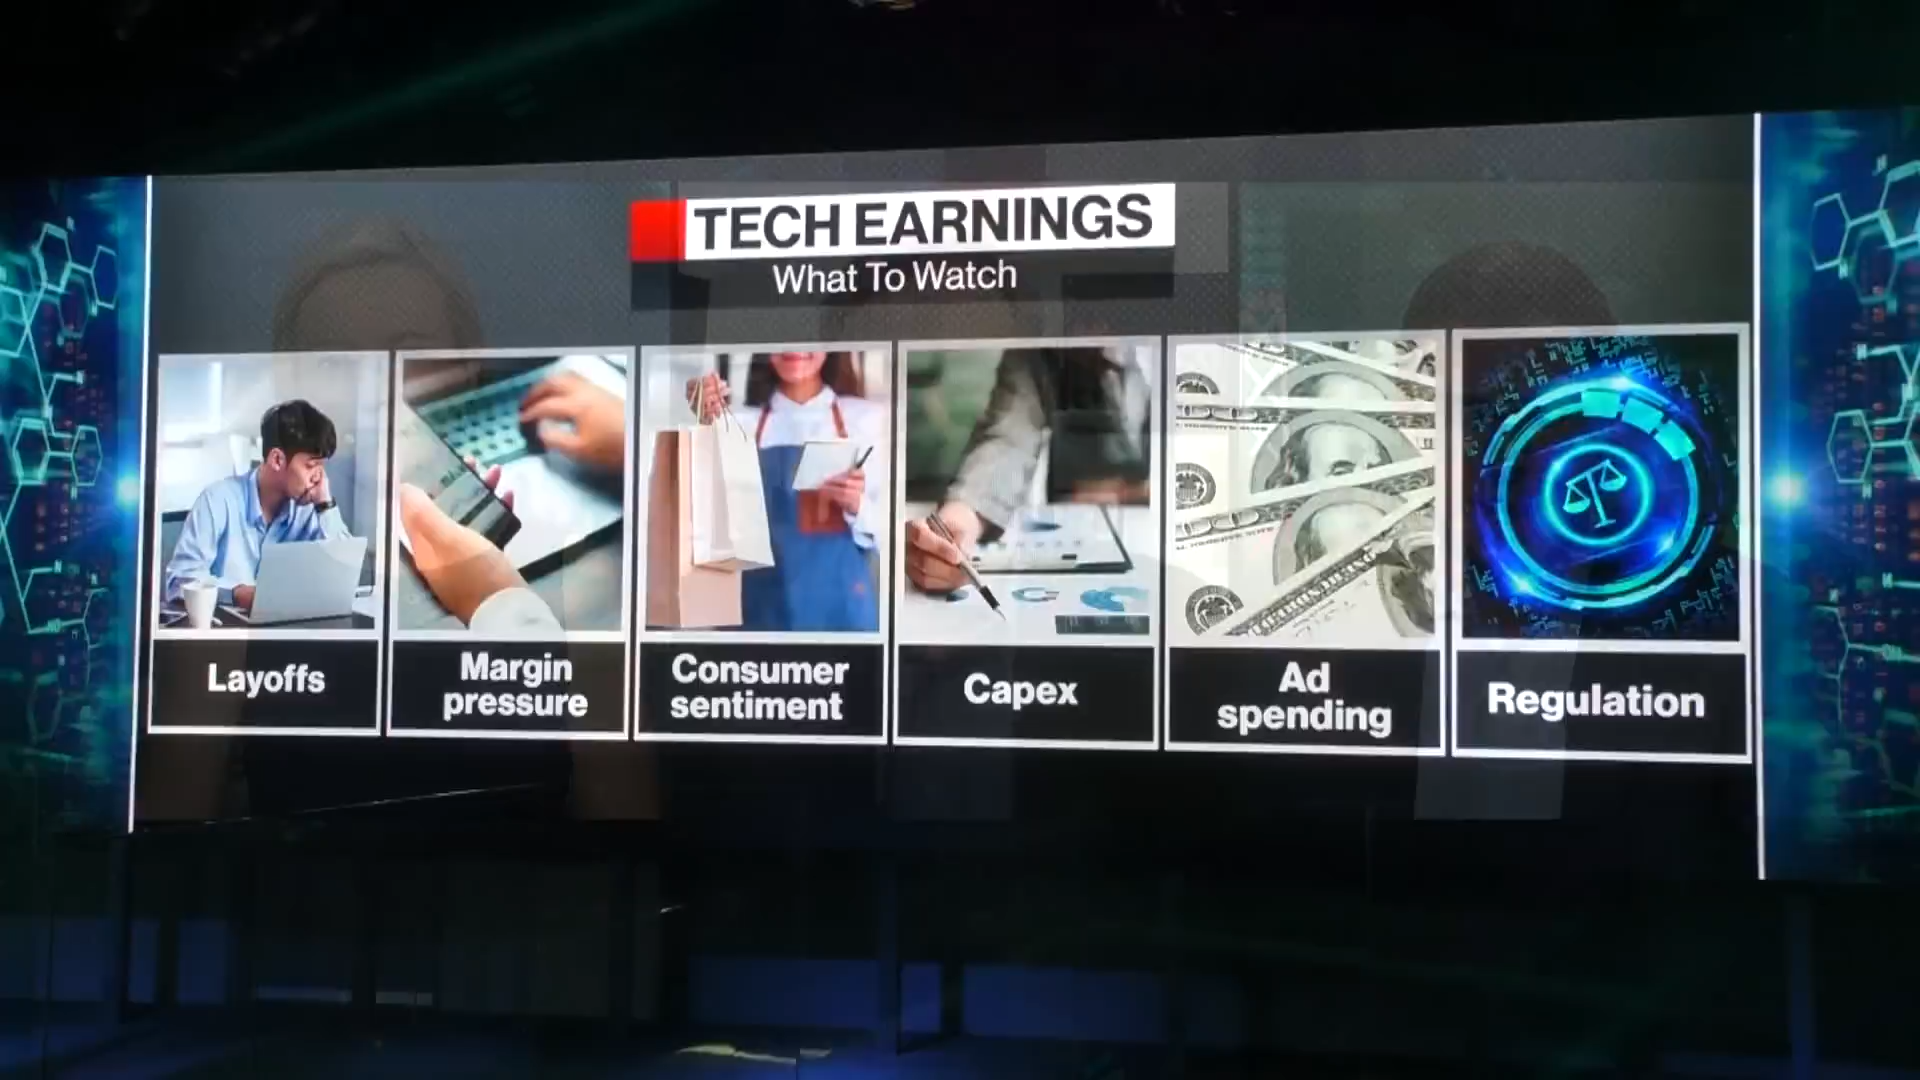 TECH EARNINGS
What To Watch
Layoffs
Margin
pressure
Consumer
sentiment
Capex
Ad
spending
Regulation